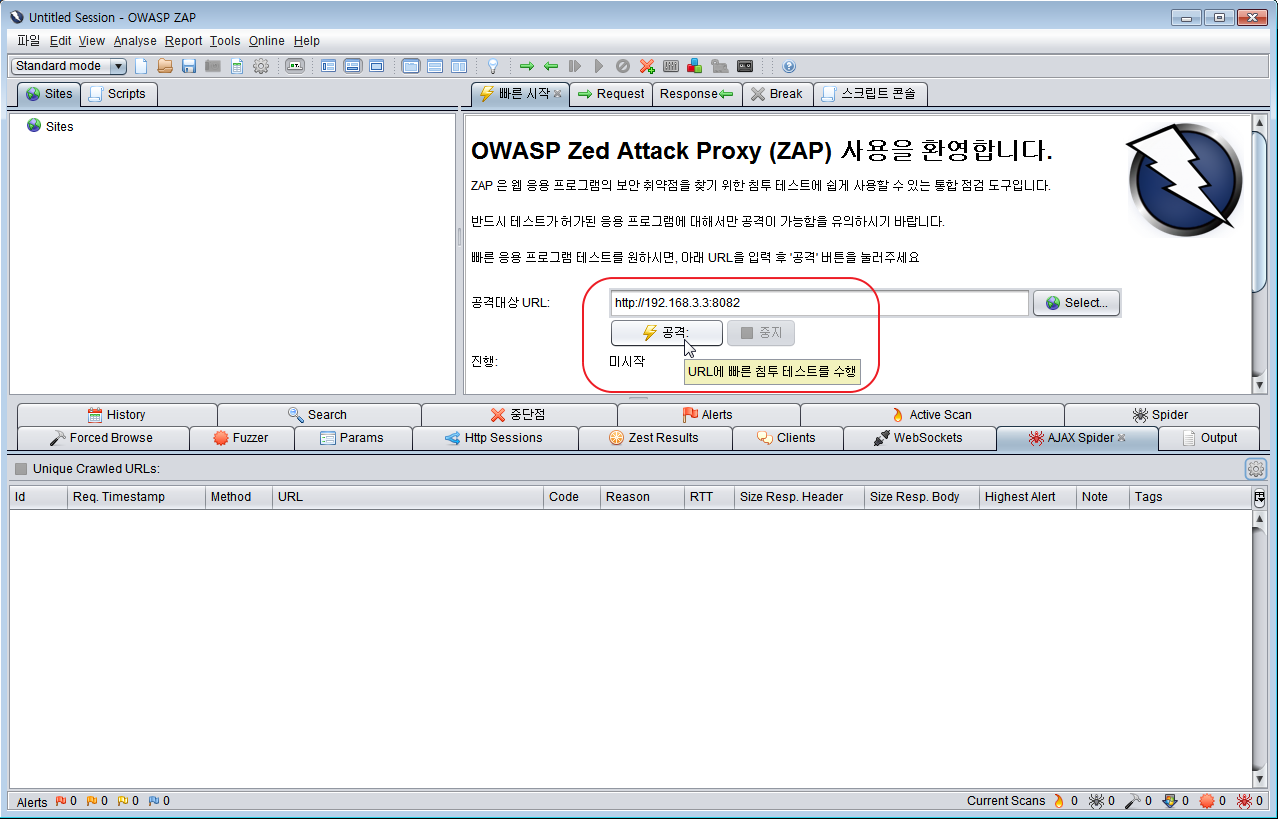 Untitled Session - OWASP ZAP
파일 Edit View Analyse Report Tools Online Help
Standard mode
Sites Scripts
빠른 시작 Request Response Break 스크립트 콘솔
Sites
OWASP Zed Attack Proxy (ZAP) 사용을 환영합니다.
ZAP 은 웹 응용 프로그램의 보안 취약점을 찾기 위한 침투 테스트에 쉽게 사용할 수 있는 통합 점검 도구입니다.
반드시 테스트가 허가된 응용 프로그램에 대해서만 공격이 가능함을 유의하시기 바랍니다.
빠른 응용 프로그램 테스트를 원하시면, 아래 URL을 입력 후 '공격' 버튼을 눌러주세요
공격대상 URL: http://192.168.3.3:8082 Select...
공격: 중지
진행: 미시작
URL에 빠른 침투 테스트를 수행
History Search 중단점 Alerts Active Scan Spider
Forced Browse Fuzzer Params Http Sessions Zest Results Clients WebSockets AJAX Spider Output
Unique Crawled URLs:
Id Req. Timestamp Method URL Code Reason RTT Size Resp. Header Size Resp. Body Highest Alert Note Tags
Alerts 0 0 0 0 Current Scans 0 0 0 0 0 0